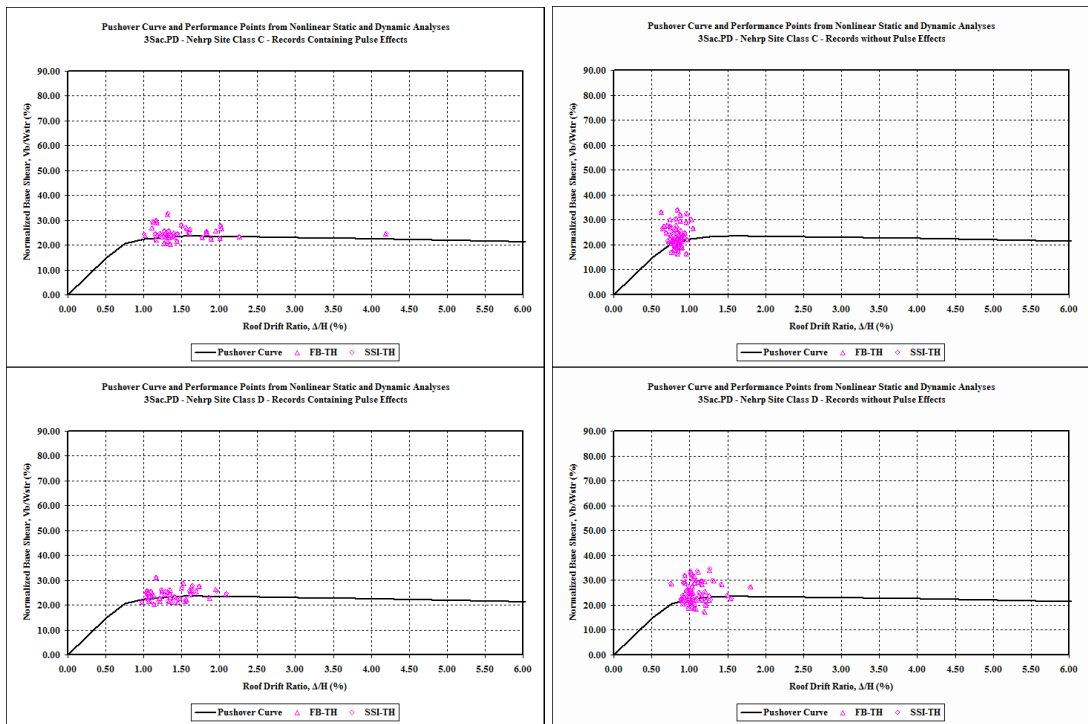 Pushover Curve and Performance Points from Nonlinear Static and Dynamic Analyses
3Sac.PD - Nehrp Site Class C - Records Containing Pulse Effects
Normalized Base Shear, Vb/Wstr (%)
90.00
80.00
70.00
60.00
50.00
40.00
30.00
20.00
10.00
0.00
0.00 0.50 1.00 1.50 2.00 2.50 3.00 3.50 4.00 4.50 5.00 5.50 6.00
Roof Drift Ratio, Δ/H (%)
Pushover Curve FB-TH SSI-TH
Pushover Curve and Performance Points from Nonlinear Static and Dynamic Analyses
3Sac.PD - Nehrp Site Class C - Records without Pulse Effects
Normalized Base Shear, Vb/Wstr (%)
90.00
80.00
70.00
60.00
50.00
40.00
30.00
20.00
10.00
0.00
0.00 0.50 1.00 1.50 2.00 2.50 3.00 3.50 4.00 4.50 5.00 5.50 6.00
Roof Drift Ratio, Δ/H (%)
Pushover Curve FB-TH SSI-TH
Pushover Curve and Performance Points from Nonlinear Static and Dynamic Analyses
3Sac.PD - Nehrp Site Class D - Records Containing Pulse Effects
Normalized Base Shear, Vb/Wstr (%)
90.00
80.00
70.00
60.00
50.00
40.00
30.00
20.00
10.00
0.00
0.00 0.50 1.00 1.50 2.00 2.50 3.00 3.50 4.00 4.50 5.00 5.50 6.00
Roof Drift Ratio, Δ/H (%)
Pushover Curve FB-TH SSI-TH
Pushover Curve and Performance Points from Nonlinear Static and Dynamic Analyses
3Sac.PD - Nehrp Site Class D - Records without Pulse Effects
Normalized Base Shear, Vb/Wstr (%)
90.00
80.00
70.00
60.00
50.00
40.00
30.00
20.00
10.00
0.00
0.00 0.50 1.00 1.50 2.00 2.50 3.00 3.50 4.00 4.50 5.00 5.50 6.00
Roof Drift Ratio, Δ/H (%)
Pushover Curve FB-TH SSI-TH